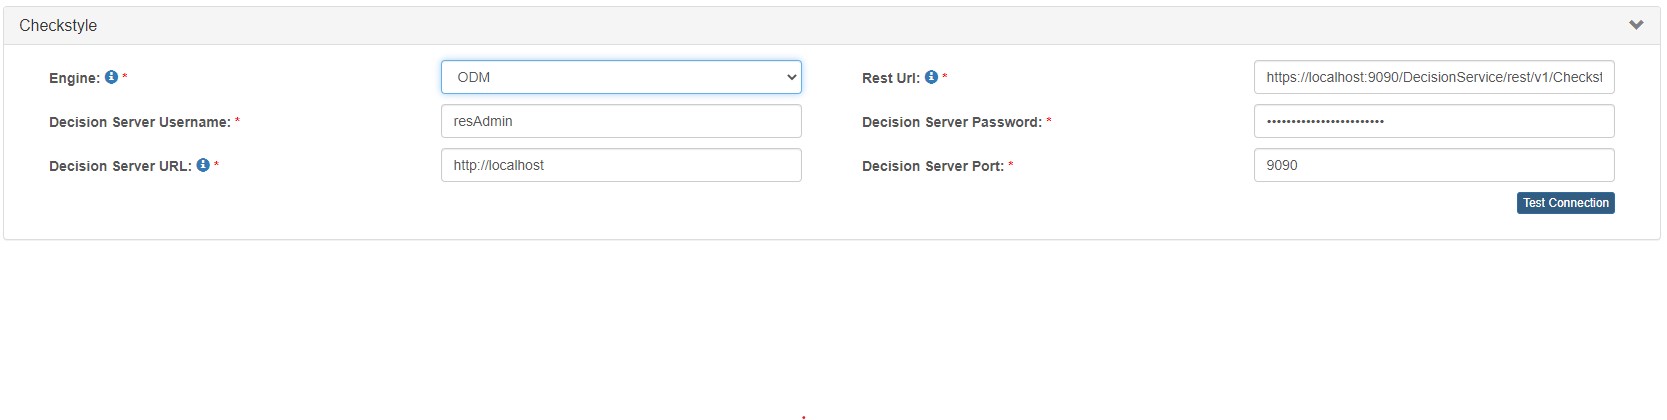 Checkstyle
Engine: * ODM Rest Url: * https://localhost:9090/DecisionService/rest/v1/Checkst
Decision Server Username: * resAdmin Decision Server Password: * ••••••••••••••••••••••••
Decision Server URL: * http://localhost Decision Server Port: * 9090
Test Connection